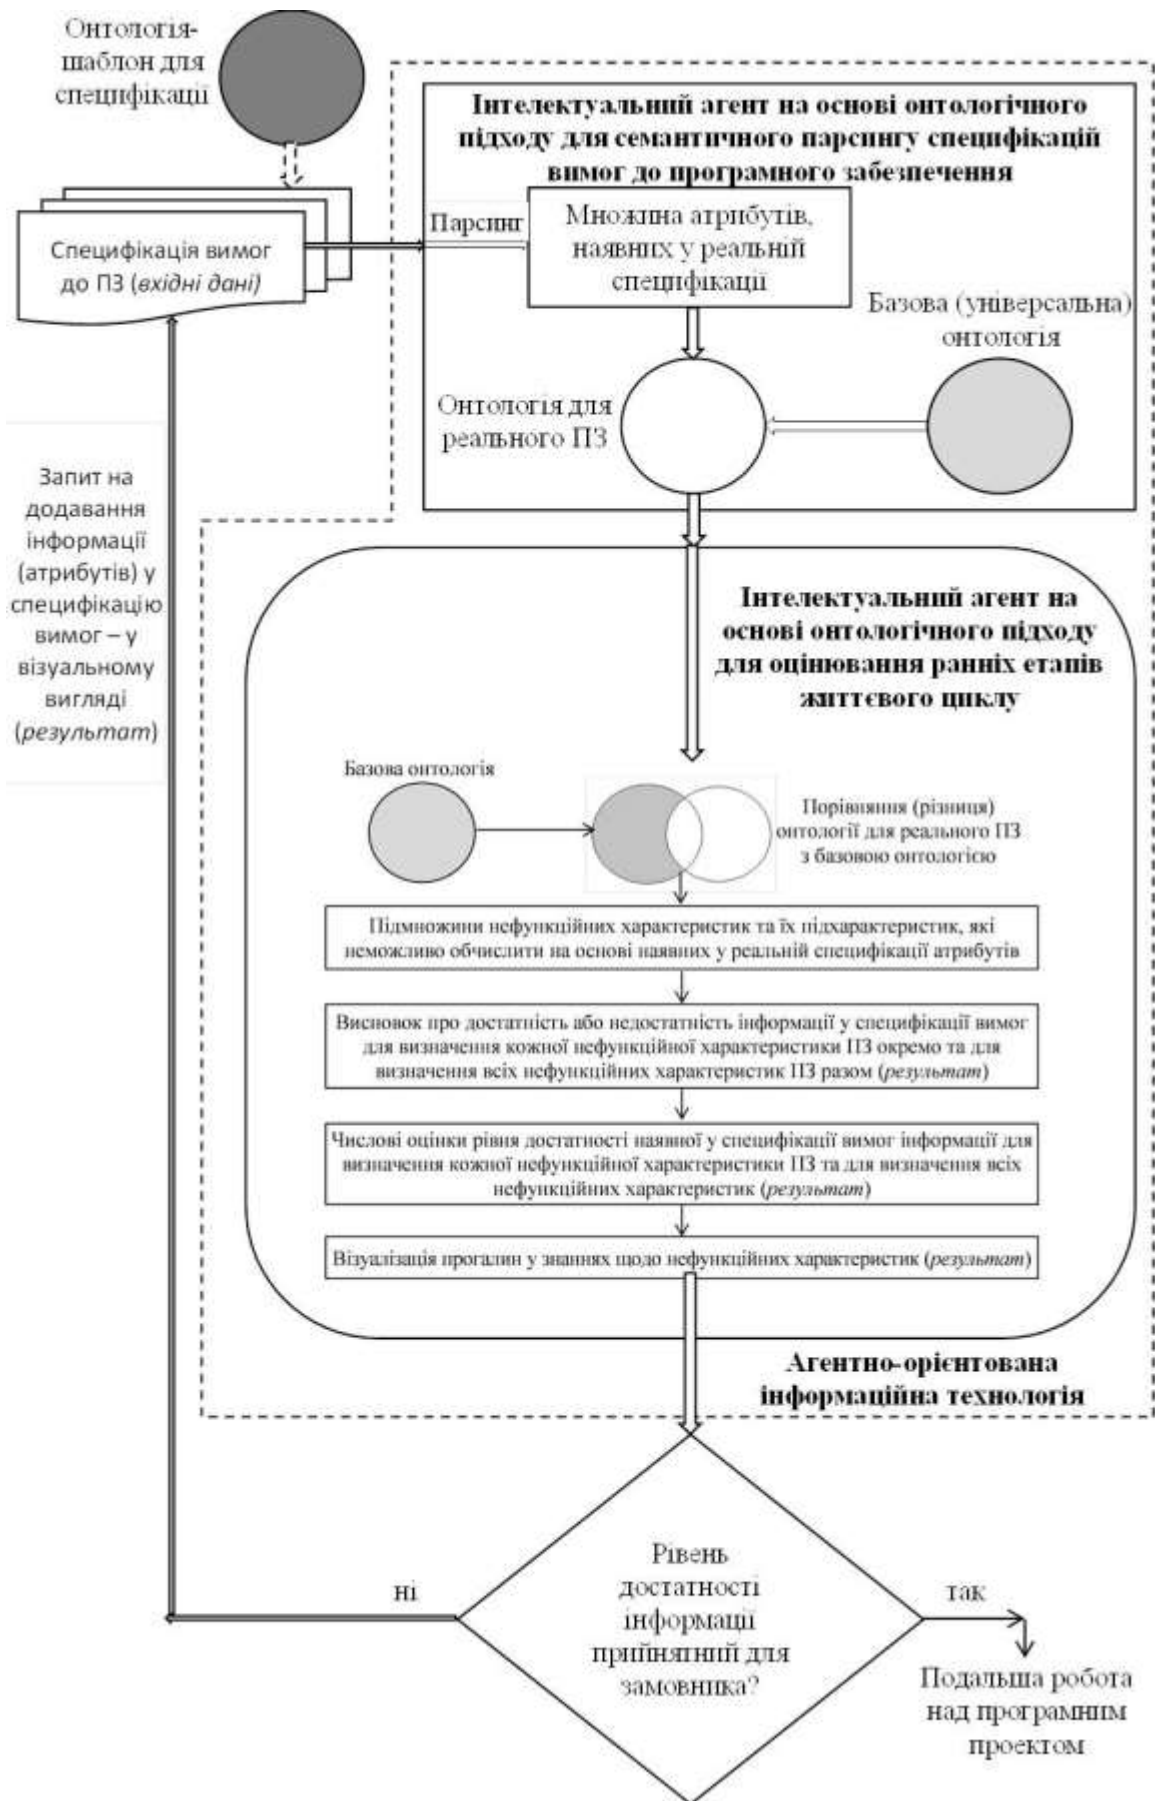 Онтологія-
шаблон для
специфікації
Інтелектуальний агент на основі онтологічного
підходу для семантичного парсингу специфікацій
вимог до програмного забезпечення
Специфікація вимог
до ПЗ (вхідні дані)
Парсинг
Множина атрибутів,
наявних у реальній
специфікації
Базова (універсальна)
онтологія
Онтологія для
реального ПЗ
Запит на
додавання
інформації
(атрибутів) у
специфікацію
вимог – у
візуальному
вигляді
(результат)
Інтелектуальний агент на
основі онтологічного підходу
для оцінювання ранніх етапів
життєвого циклу
Базова онтологія
Порівняння (різниця)
онтології для реального ПЗ
з базовою онтологією
Підмножини нефункційних характеристик та їх підхарактеристик, які
неможливо обчислити на основі наявних у реальній специфікації атрибутів
Висновок про достатність або недостатність інформації у специфікації вимог
для визначення кожної нефункційної характеристики ПЗ окремо та для
визначення всіх нефункційних характеристик ПЗ разом (результат)
Числові оцінки рівня достатності наявної у специфікації вимог інформації для
визначення кожної нефункційної характеристики ПЗ та для визначення всіх
нефункційних характеристик (результат)
Візуалізація прогалин у знаннях щодо нефункційних характеристик (результат)
Агентно-орієнтована
інформаційна технологія
Рівень
достатності
інформації
прийнятний для
замовника?
ні
так
Подальша робота
над програмним
проектом